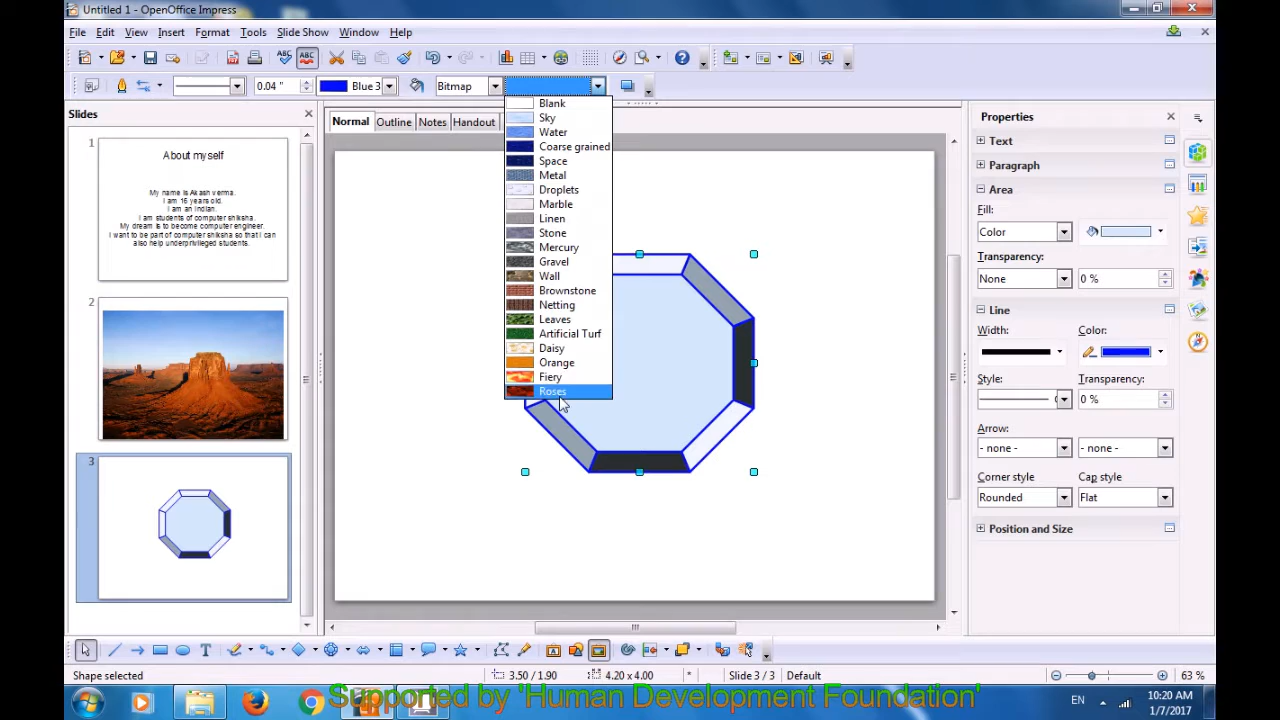 Untitled 1 - OpenOffice Impress
File Edit View Insert Format Tools Slide Show Window Help
0.04 " Blue 3 Bitmap
Slides
Normal Outline Notes Handout
Blank
Sky
Water
Coarse grained
Space
Metal
Droplets
Marble
Linen
Stone
Mercury
Gravel
Wall
Brownstone
Netting
Leaves
Artificial Turf
Daisy
Orange
Fiery
Roses
1
About myself
My name Is Akash verma.
I am 16 years old.
I am an Indian.
I am students of computer shiksha.
My dream is to become computer engineer.
I want to be part of computer shiksha so that I can
also help underprivileged students.
2
3
Properties
Text
Paragraph
Area
Fill:
Color
Transparency:
None 0 %
Line
Width: Color:
Style: Transparency:
0 %
Arrow:
- none - - none -
Corner style Cap style
Rounded Flat
Position and Size
Shape selected 3.50 / 1.90 4.20 x 4.00 * Slide 3 / 3 Default 63 %
Supported by 'Human Development Foundation'
EN 10:20 AM
1/7/2017